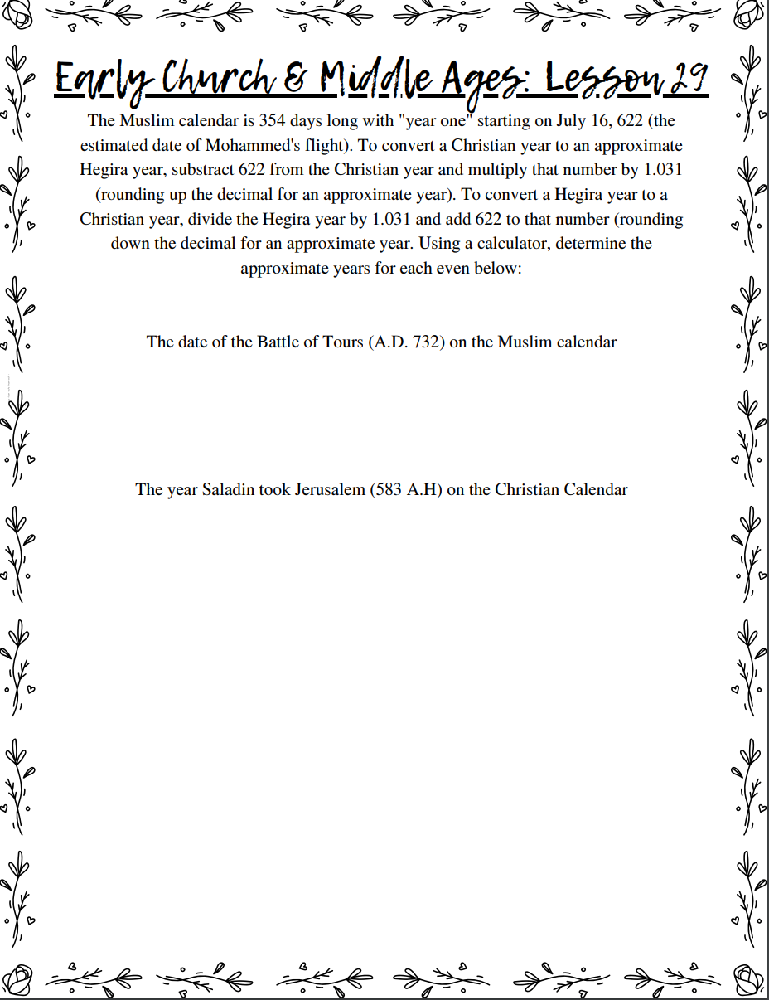 Early Church & Middle Ages: Lesson 29
The Muslim calendar is 354 days long with "year one" starting on July 16, 622 (the
estimated date of Mohammed's flight). To convert a Christian year to an approximate
Hegira year, substract 622 from the Christian year and multiply that number by 1.031
(rounding up the decimal for an approximate year). To convert a Hegira year to a
Christian year, divide the Hegira year by 1.031 and add 622 to that number (rounding
down the decimal for an approximate year. Using a calculator, determine the
approximate years for each even below:
The date of the Battle of Tours (A.D. 732) on the Muslim calendar
The year Saladin took Jerusalem (583 A.H) on the Christian Calendar